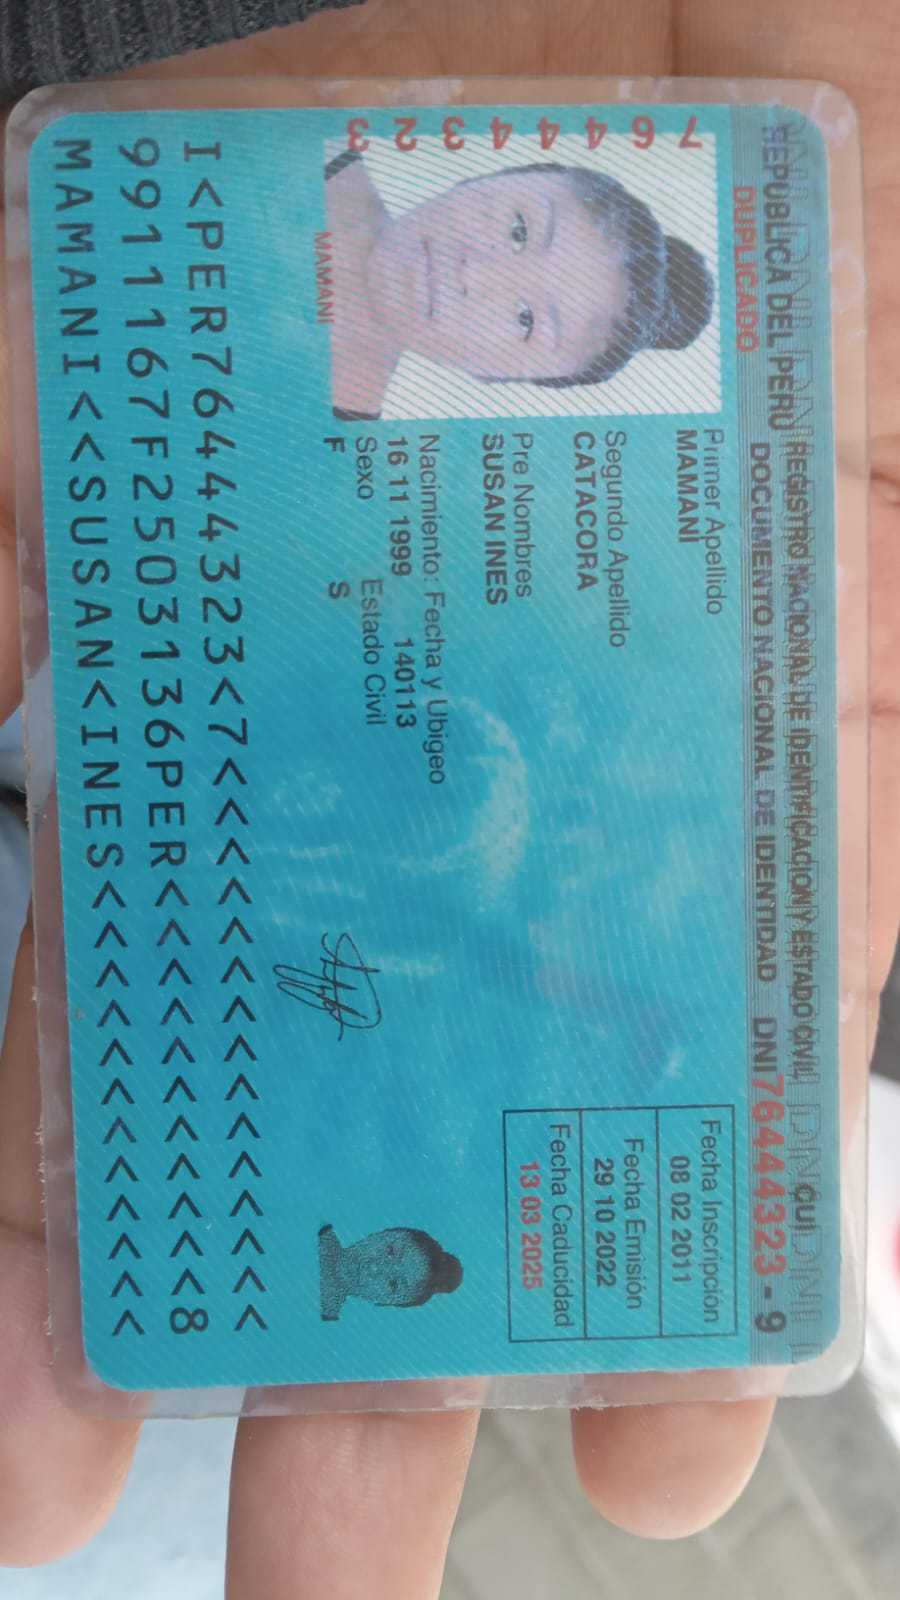 REPUBLICA DEL PERÚ REGISTRO NACIONAL DE IDENTIFICACION Y ESTADO CIVIL CUI
DUPLICADO DOCUMENTO NACIONAL DE IDENTIDAD DNI 76444323 - 9
76444323
MAMANI
Primer Apellido
MAMANI
Segundo Apellido
CATACORA
Pre Nombres
SUSAN INES
Nacimiento: Fecha y Ubigeo
16 11 1999 140113
Sexo Estado Civil
F S
Fecha Inscripción
08 02 2011
Fecha Emisión
29 10 2022
Fecha Caducidad
13 03 2025
I<PER76444323<7<<<<<<<<<<<<<<<
9911167F2503136PER<<<<<<<<<<<8
MAMANI<<SUSAN<INES<<<<<<<<<<<<